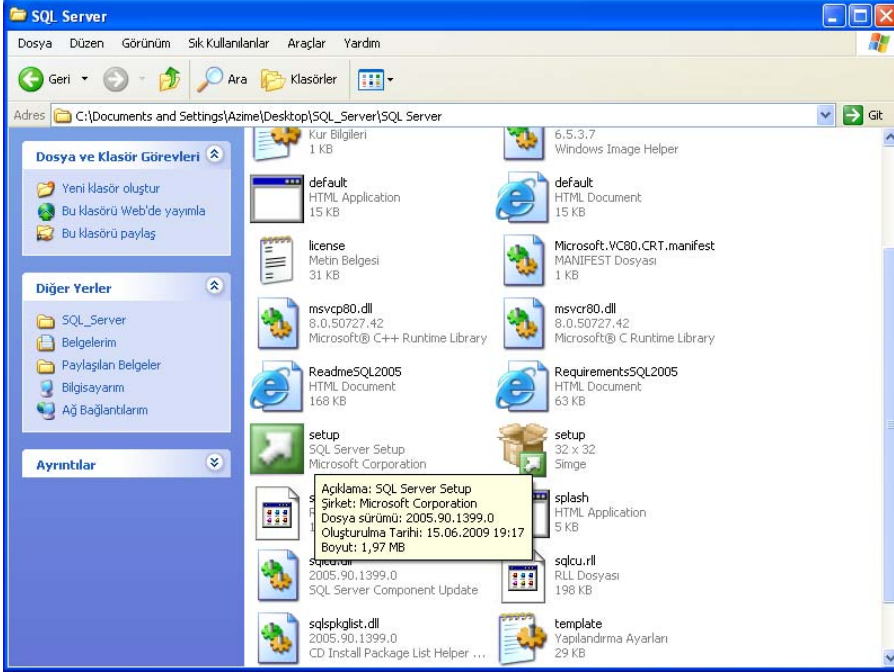 SQL Server
Dosya Düzen Görünüm Sık Kullanılanlar Araçlar Yardım
Geri Ara Klasörler
Adres C:\Documents and Settings\Azime\Desktop\SQL_Server\SQL Server Git
Dosya ve Klasör Görevleri
Yeni klasör oluştur
Bu klasörü Web'de yayımla
Bu klasörü paylaş
Diğer Yerler
SQL_Server
Belgelerim
Paylaşılan Belgeler
Bilgisayarım
Ağ Bağlantılarım
Ayrıntılar
Kur Bilgileri
1 KB
6.5.3.7
Windows Image Helper
default
HTML Application
15 KB
default
HTML Document
15 KB
license
Metin Belgesi
31 KB
Microsoft.VC80.CRT.manifest
MANIFEST Dosyası
1 KB
msvcp80.dll
8.0.50727.42
Microsoft® C++ Runtime Library
msvcr80.dll
8.0.50727.42
Microsoft® C Runtime Library
ReadmeSQL2005
HTML Document
168 KB
RequirementsSQL2005
HTML Document
63 KB
setup
SQL Server Setup
Microsoft Corporation
setup
32 x 32
Simge
Açıklama: SQL Server Setup
Şirket: Microsoft Corporation
Dosya sürümü: 2005.90.1399.0
Oluşturulma Tarihi: 15.06.2009 19:17
Boyut: 1,97 MB
splash
HTML Application
5 KB
sqlcu.dll
2005.90.1399.0
SQL Server Component Update
sqlcu.rll
RLL Dosyası
198 KB
sqlspkglist.dll
2005.90.1399.0
CD Install Package List Helper ...
template
Yapılandırma Ayarları
29 KB